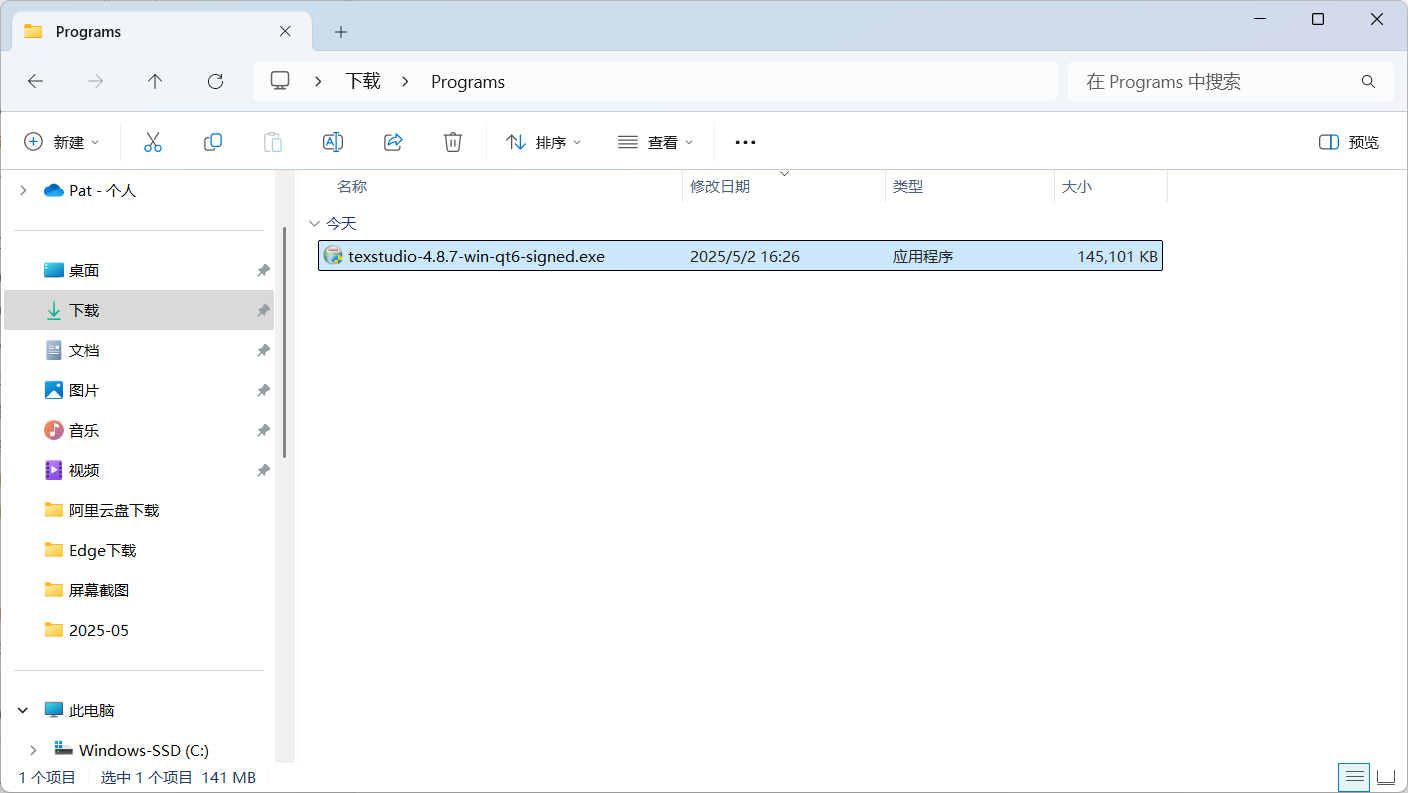 Programs
下载 Programs
在 Programs 中搜索
新建 排序 查看 预览
Pat - 个人
桌面
下载
文档
图片
音乐
视频
阿里云盘下载
Edge下载
屏幕截图
2025-05
此电脑
Windows-SSD (C:)
名称 修改日期 类型 大小
今天
texstudio-4.8.7-win-qt6-signed.exe 2025/5/2 16:26 应用程序 145,101 KB
1 个项目 选中 1 个项目 141 MB